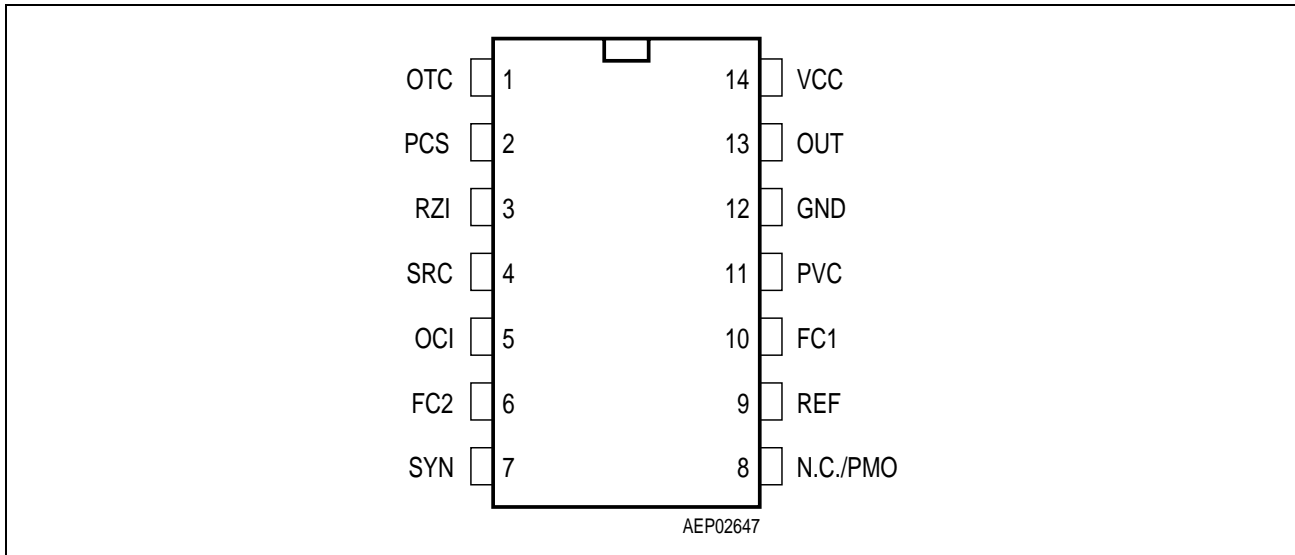 OTC 1 14 VCC
PCS 2 13 OUT
RZI 3 12 GND
SRC 4 11 PVC
OCI 5 10 FC1
FC2 6 9 REF
SYN 7 8 N.C./PMO
AEP02647